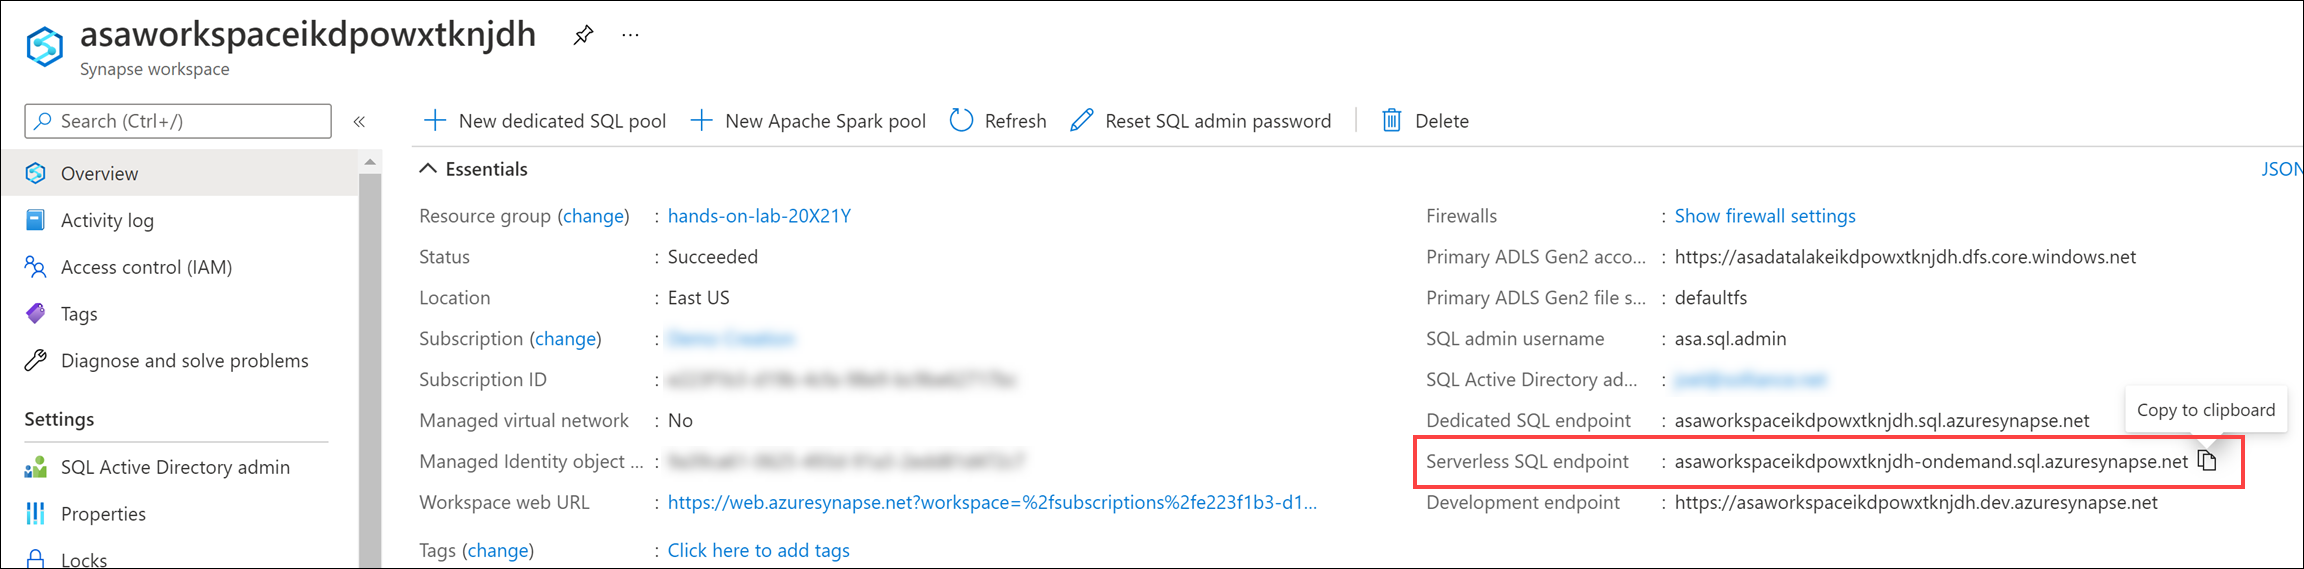 asaworkspaceikdpowxtknjdh
Synapse workspace
Search (Ctrl+/)
Overview
Activity log
Access control (IAM)
Tags
Diagnose and solve problems
Settings
SQL Active Directory admin
Properties
Locks
New dedicated SQL pool
New Apache Spark pool
Refresh
Reset SQL admin password
Delete
Essentials
JSON
Resource group (change) : hands-on-lab-20X21Y
Status : Succeeded
Location : East US
Subscription (change) :
Subscription ID :
Managed virtual network : No
Managed Identity object ... :
Workspace web URL : https://web.azuresynapse.net?workspace=%2fsubscriptions%2fe223f1b3-d1...
Tags (change) : Click here to add tags
Firewalls : Show firewall settings
Primary ADLS Gen2 acco... : https://asadatalakeikdpowxtknjdh.dfs.core.windows.net
Primary ADLS Gen2 file s... : defaultfs
SQL admin username : asa.sql.admin
SQL Active Directory ad... :
Dedicated SQL endpoint : asaworkspaceikdpowxtknjdh.sql.azuresynapse.net
Copy to clipboard
Serverless SQL endpoint : asaworkspaceikdpowxtknjdh-ondemand.sql.azuresynapse.net
Development endpoint : https://asaworkspaceikdpowxtknjdh.dev.azuresynapse.net